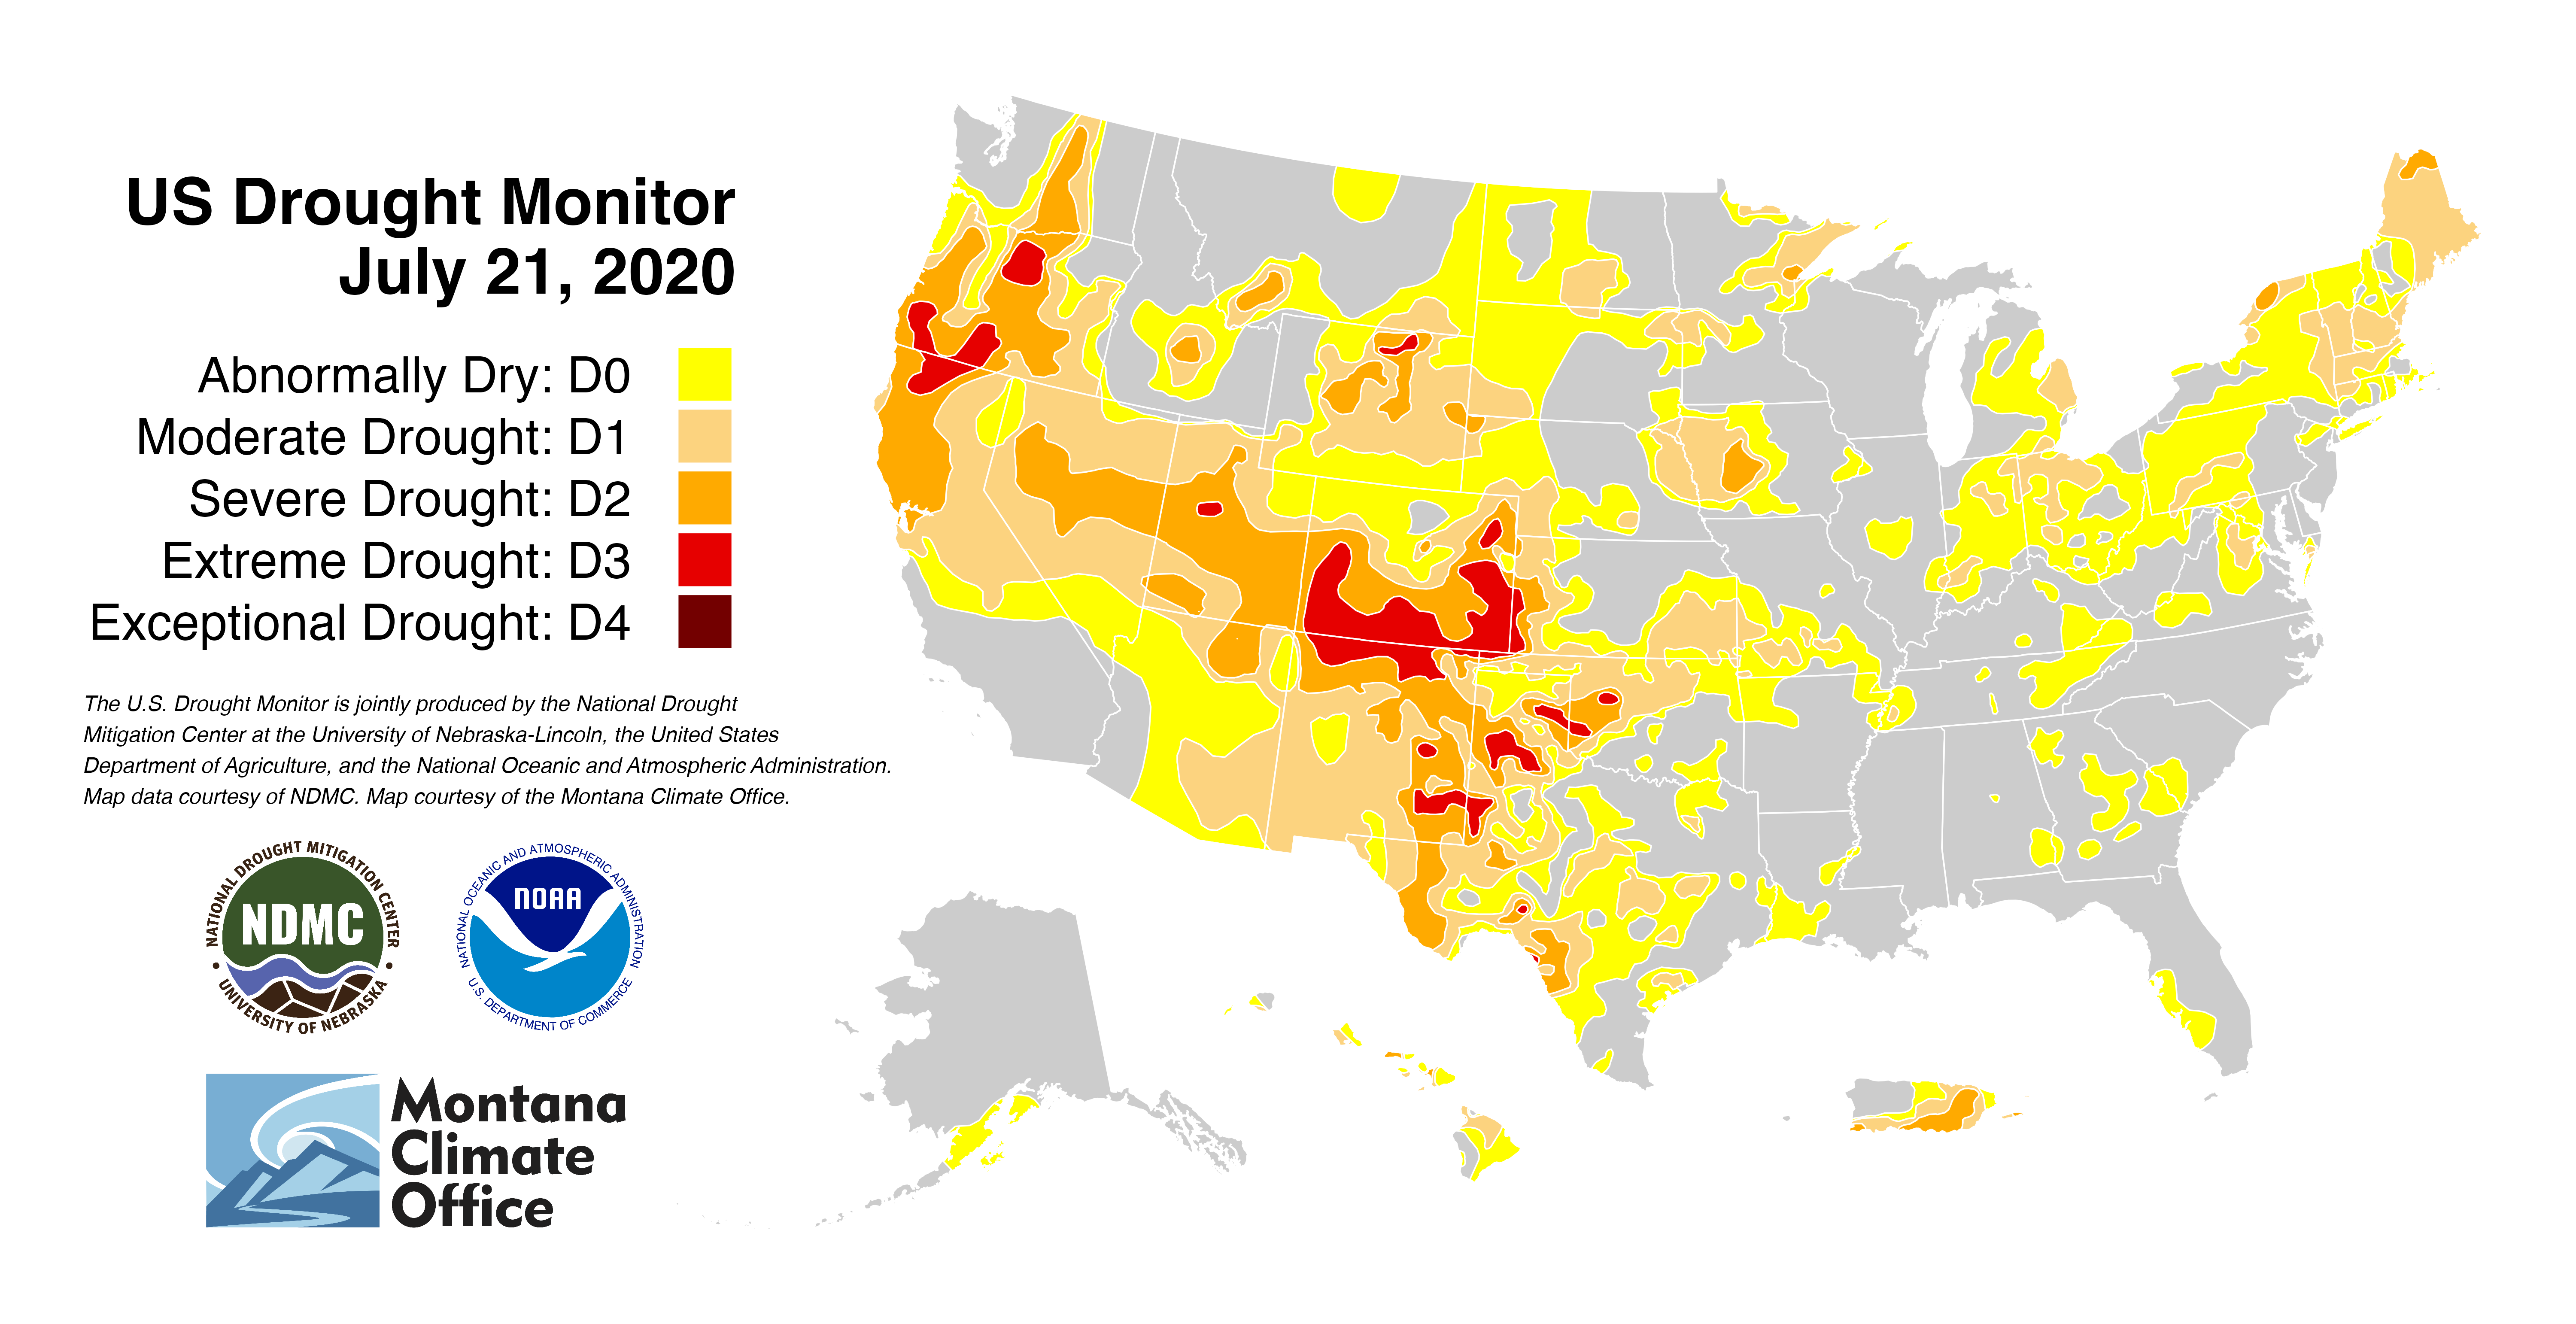 US Drought Monitor
July 21, 2020
Abnormally Dry: D0
Moderate Drought: D1
Severe Drought: D2
Extreme Drought: D3
Exceptional Drought: D4
The U.S. Drought Monitor is jointly produced by the National Drought
Mitigation Center at the University of Nebraska-Lincoln, the United States
Department of Agriculture, and the National Oceanic and Atmospheric Administration.
Map data courtesy of NDMC. Map courtesy of the Montana Climate Office.
NATIONAL DROUGHT MITIGATION CENTER
NDMC
• UNIVERSITY OF NEBRASKA •
NATIONAL OCEANIC AND ATMOSPHERIC ADMINISTRATION
NOAA
U.S. DEPARTMENT OF COMMERCE
Montana
Climate
Office